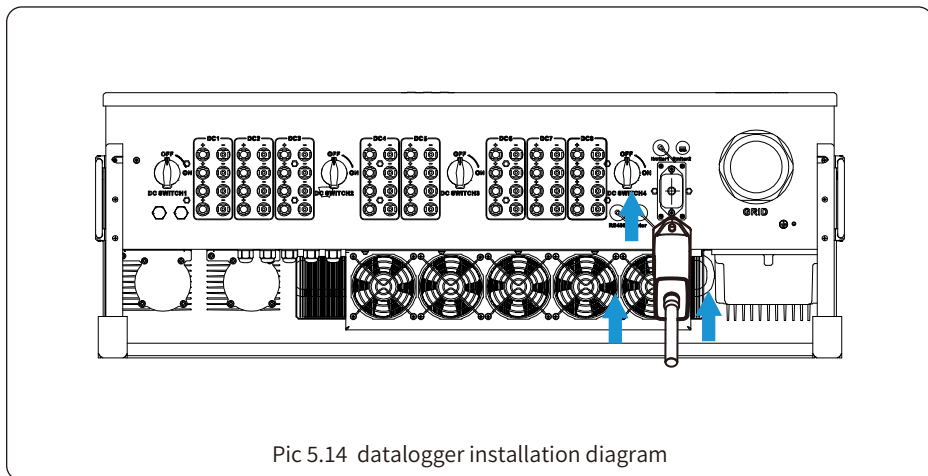 DC1 DC2 DC3 DC4 DC5 DC6 DC7 DC8
OFF OFF OFF OFF
ON ON ON ON
DC SWITCH1 DC SWITCH2 DC SWITCH3 DC SWITCH4
GRID
Pic 5.14 datalogger installation diagram